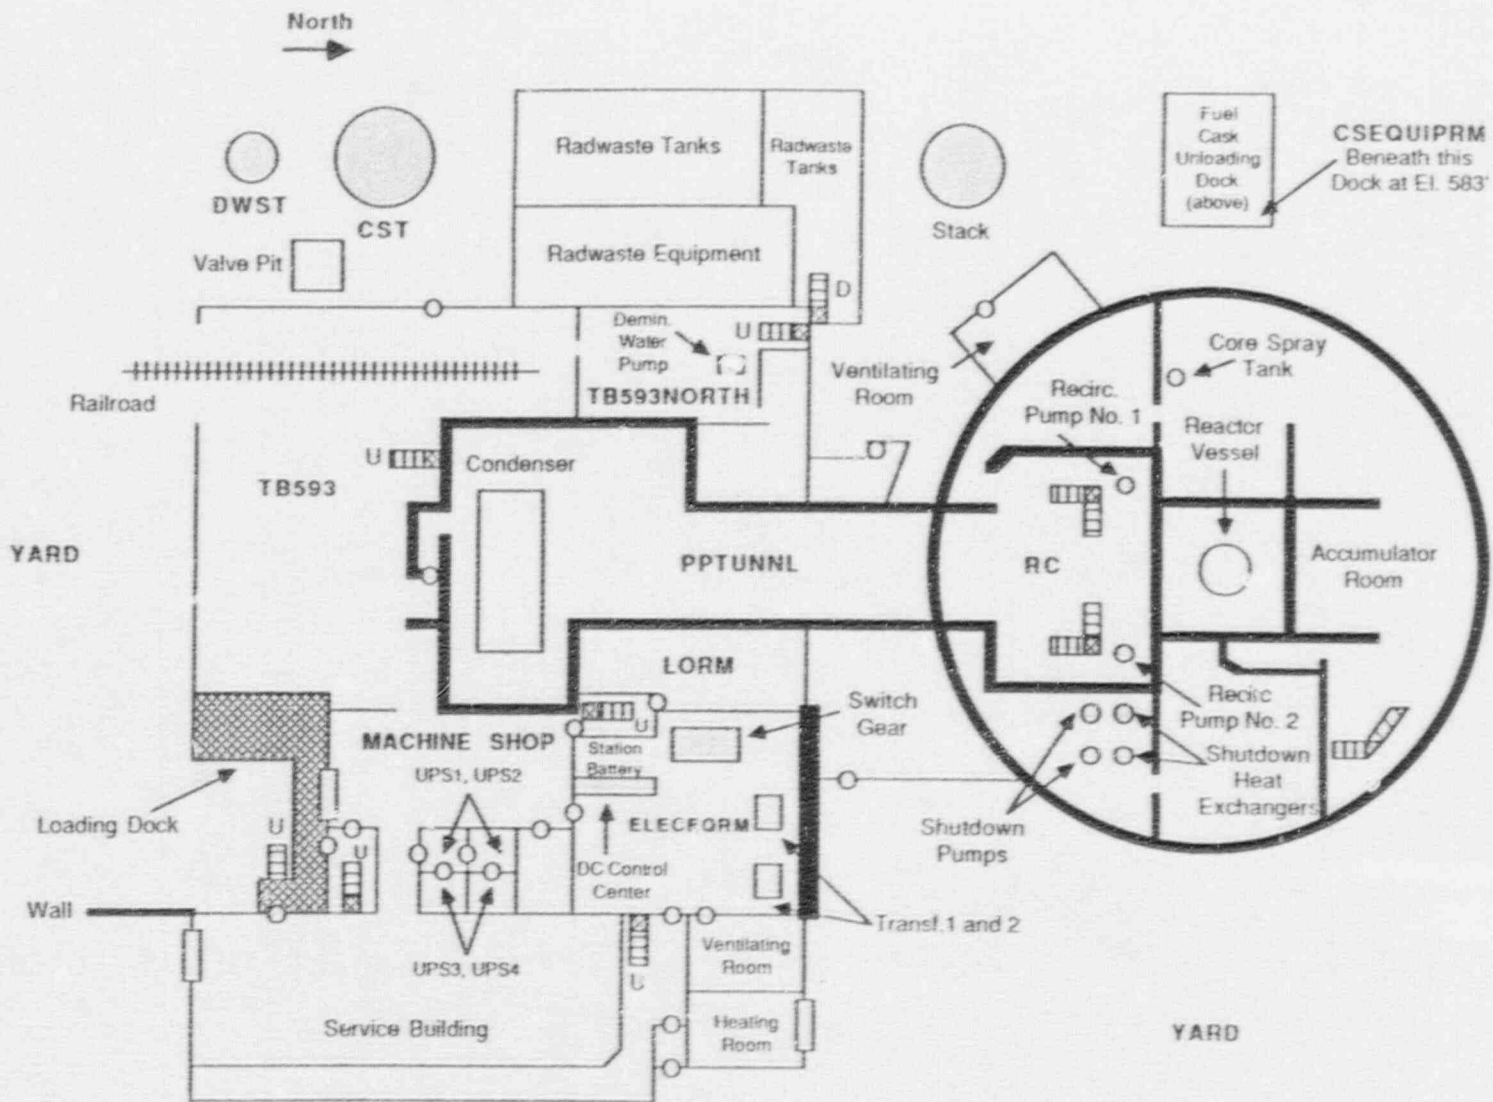 North
Radwaste Tanks
Radwaste
Tanks
Fuel
Cask
Unloading
Dock
(above)
CSEQUIPRM
Beneath this
Dock at El. 583'
DWST
CST
Stack
Valve Pit
Radwaste Equipment
D
Demin.
Water
Pump
U
Ventilating
Room
Core Spray
Tank
Railroad
TB593NORTH
Recirc.
Pump No. 1
Reactor
Vessel
U
Condenser
TB593
YARD
PPTUNNL
RC
Accumulator
Room
LORM
Switch
Gear
Recirc
Pump No. 2
MACHINE SHOP
U
Station
Battery
UPS1, UPS2
Shutdown
Heat
Exchangers
Loading Dock
U
U
ELECEQRM
Shutdown
Pumps
DC Control
Center
Wall
Transf. 1 and 2
UPS3, UPS4
U
Ventilating
Room
Service Building
Heating
Room
YARD